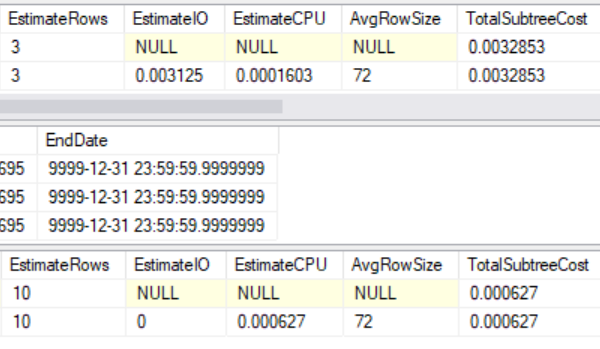 EstimateRows EstimateIO EstimateCPU AvgRowSize TotalSubtreeCost
3 NULL NULL NULL 0.0032853
3 0.003125 0.0001603 72 0.0032853
EndDate
695 9999-12-31 23:59:59.9999999
695 9999-12-31 23:59:59.9999999
695 9999-12-31 23:59:59.9999999
EstimateRows EstimateIO EstimateCPU AvgRowSize TotalSubtreeCost
10 NULL NULL NULL 0.000627
10 0 0.000627 72 0.000627